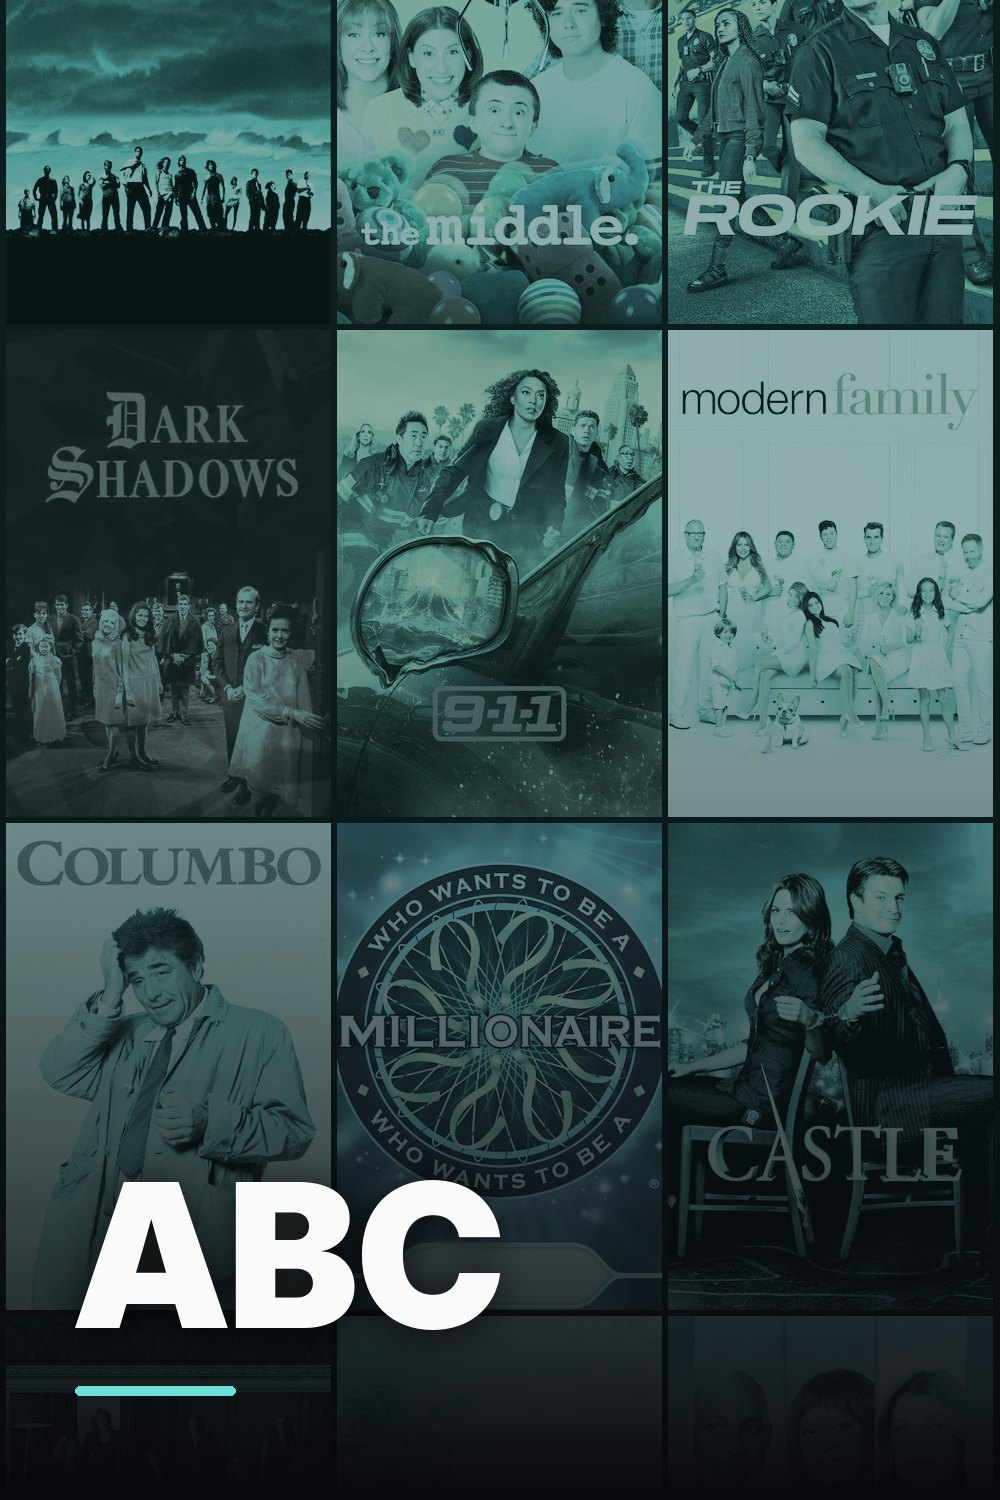 the middle.
THE
ROOKIE
DARK
SHADOWS
9-1-1
modern family
COLUMBO
WHO WANTS TO BE A
MILLIONAIRE
WHO WANTS TO BE A
®
CASTLE
ABC